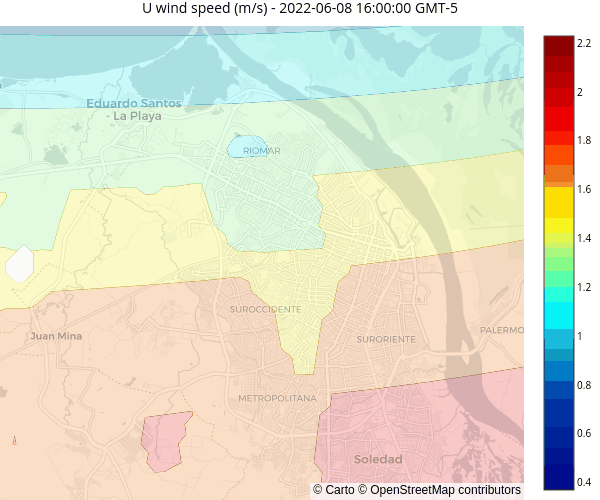 U wind speed (m/s) - 2022-06-08 16:00:00 GMT-5
2.2
2
1.8
1.6
1.4
1.2
1
0.8
0.6
0.4
Eduardo Santos
- La Playa
RIOMAR
SUROCCIDENTE
Juan Mina
SURORIENTE
PALERMO
METROPOLITANA
Soledad
© Carto © OpenStreetMap contributors